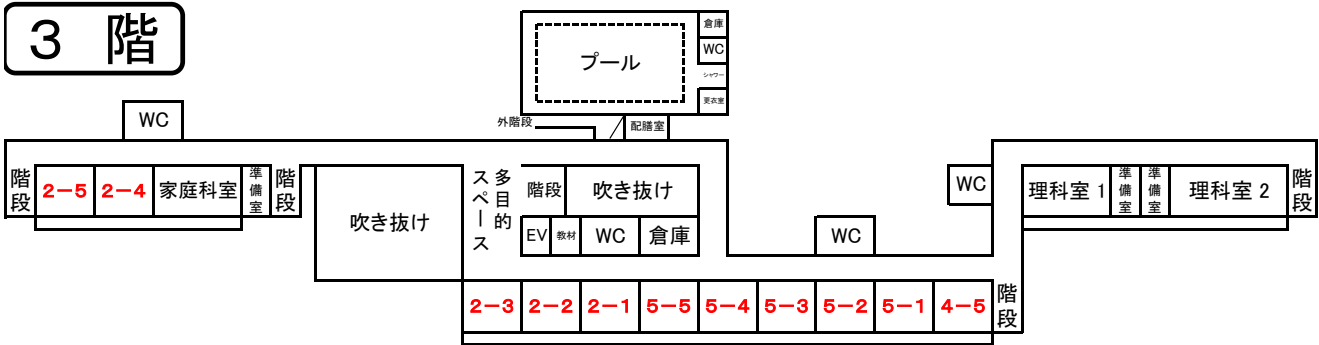 3 階
倉庫
WC
シャワー
更衣室
プール
外階段
配膳室
WC
階段
2-5
2-4
家庭科室
準備室
階段
吹き抜け
多目的
スペース
階段
吹き抜け
EV
教材
WC
倉庫
WC
WC
理科室 1
準備室
準備室
理科室 2
階段
2-3
2-2
2-1
5-5
5-4
5-3
5-2
5-1
4-5
階段